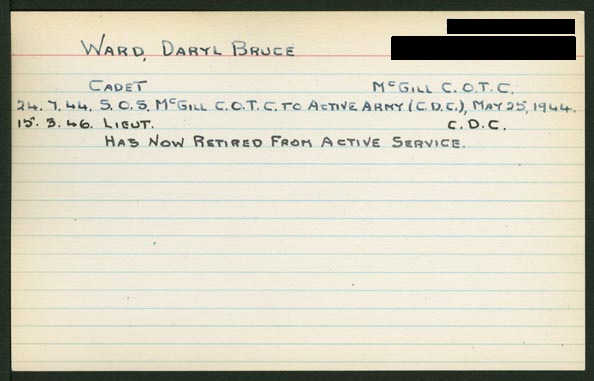 WARD, DARYL BRUCE
CADET McGILL C.O.T.C.
24.7.44. S.O.S. McGILL C.O.T.C. TO ACTIVE ARMY (C.D.C.), MAY 25, 1944.
15.3.46. LIEUT. C.D.C.
HAS NOW RETIRED FROM ACTIVE SERVICE.